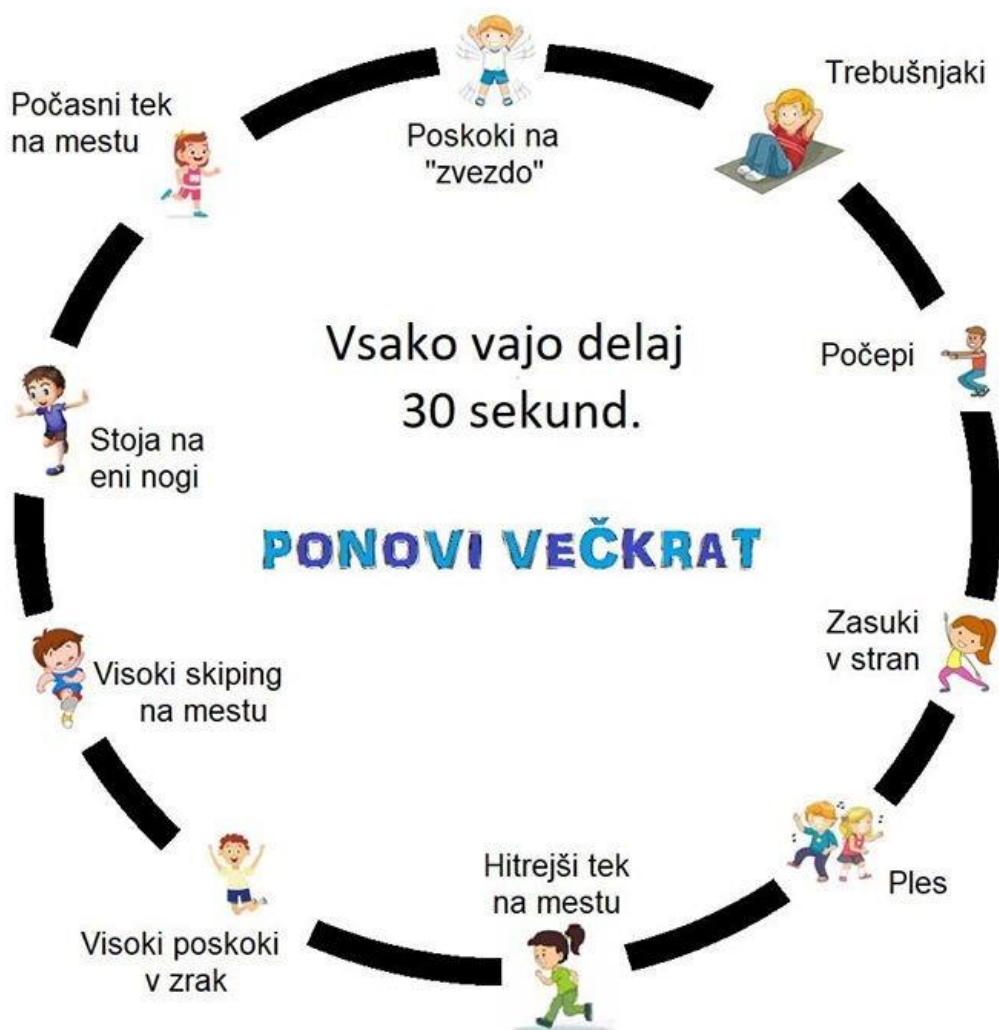 Poskoki na
"zvezdo"
Trebušnjaki
Počepi
Zasuki
v stran
Ples
Hitrejši tek
na mestu
Visoki poskoki
v zrak
Visoki skiping
na mestu
Stoja na
eni nogi
Počasni tek
na mestu
Vsako vajo delaj
30 sekund.
PONOVI VEČKRAT